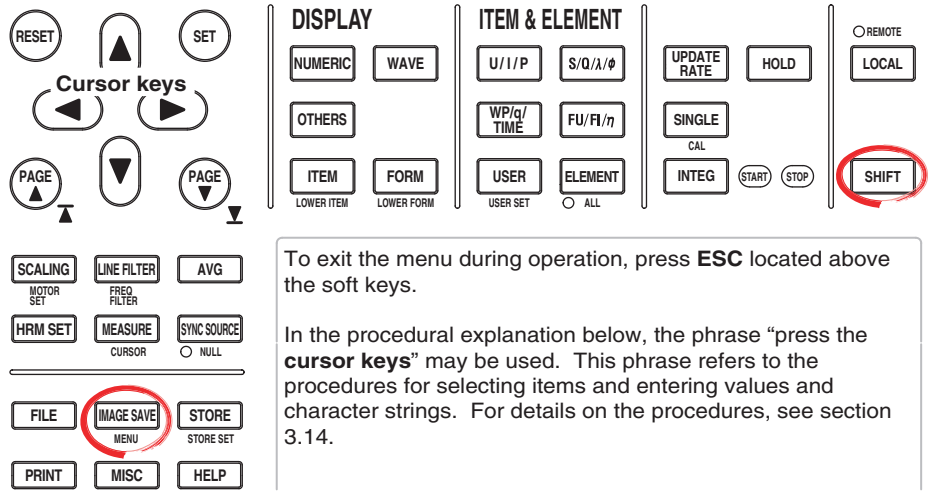 RESET
SET
Cursor keys
PAGE
PAGE
DISPLAY
NUMERIC
WAVE
OTHERS
ITEM
FORM
LOWER ITEM
LOWER FORM
ITEM & ELEMENT
U/I/P
S/Q/λ/φ
WP/q/
TIME
FU/FI/η
USER
ELEMENT
USER SET
ALL
UPDATE
RATE
HOLD
SINGLE
CAL
INTEG
START
STOP
REMOTE
LOCAL
SHIFT
SCALING
LINE FILTER
AVG
MOTOR
SET
FREQ
FILTER
HRM SET
MEASURE
SYNC SOURCE
CURSOR
NULL
FILE
IMAGE SAVE
STORE
MENU
STORE SET
PRINT
MISC
HELP
To exit the menu during operation, press ESC located above
the soft keys.
In the procedural explanation below, the phrase “press the
cursor keys” may be used.  This phrase refers to the
procedures for selecting items and entering values and
character strings.  For details on the procedures, see section
3.14.